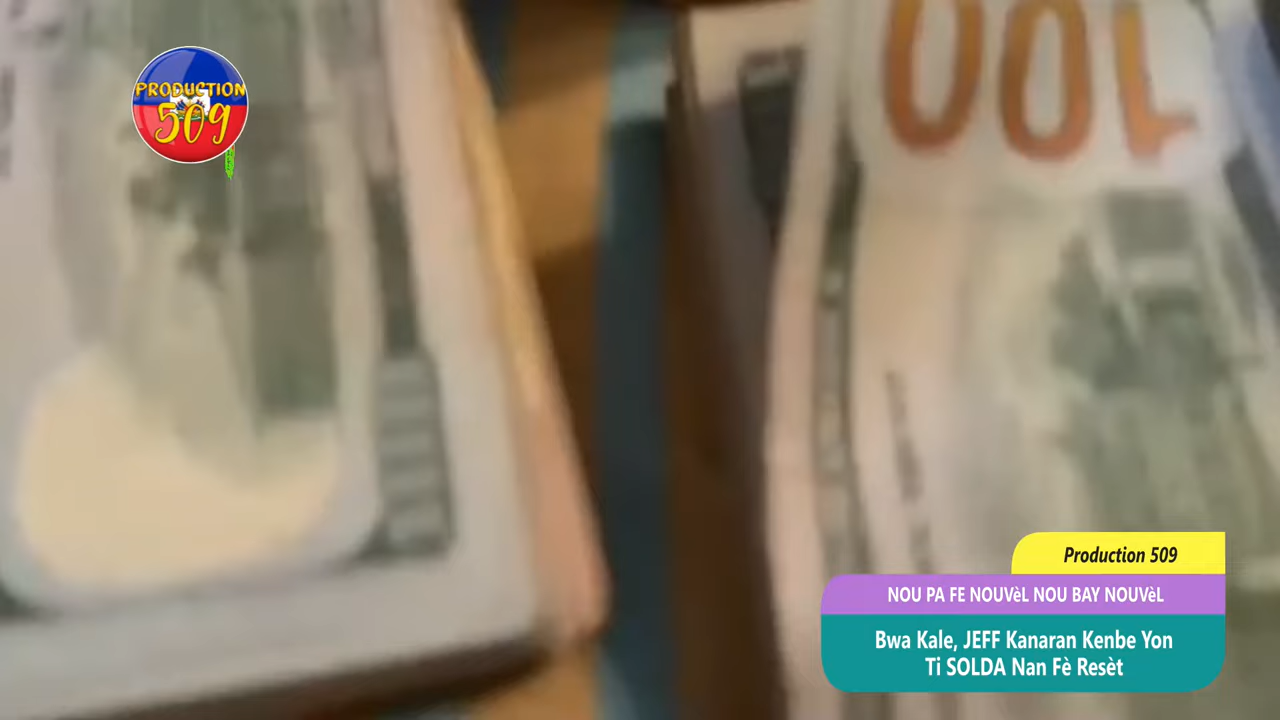 PRODUCTION
509
100
Production 509
NOU PA FE NOUVèL NOU BAY NOUVèL
Bwa Kale, JEFF Kanaran Kenbe Yon
Ti SOLDA Nan Fè Resèt